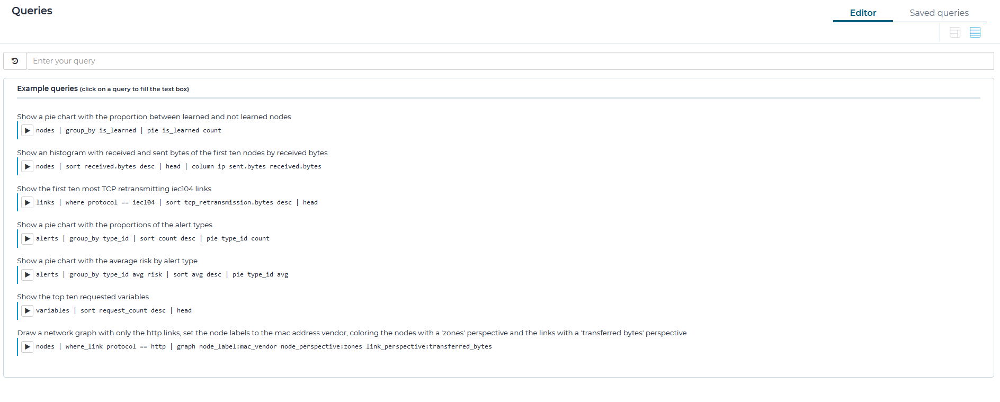 Queries
Editor
Saved queries
Enter your query
Example queries (click on a query to fill the text box)
Show a pie chart with the proportion between learned and not learned nodes
nodes | group_by is_learned | pie is_learned count
Show an histogram with received and sent bytes of the first ten nodes by received bytes
nodes | sort received.bytes desc | head | column ip sent.bytes received.bytes
Show the first ten most TCP retransmitting iec104 links
links | where protocol == iec104 | sort tcp_retransmission.bytes desc | head
Show a pie chart with the proportions of the alert types
alerts | group_by type_id | sort count desc | pie type_id count
Show a pie chart with the average risk by alert type
alerts | group_by type_id avg risk | sort avg desc | pie type_id avg
Show the top ten requested variables
variables | sort request_count desc | head
Draw a network graph with only the http links, set the node labels to the mac address vendor, coloring the nodes with a 'zones' perspective and the links with a 'transferred bytes' perspective
nodes | where_link protocol == http | graph node_label:mac_vendor node_perspective:zones link_perspective:transferred_bytes